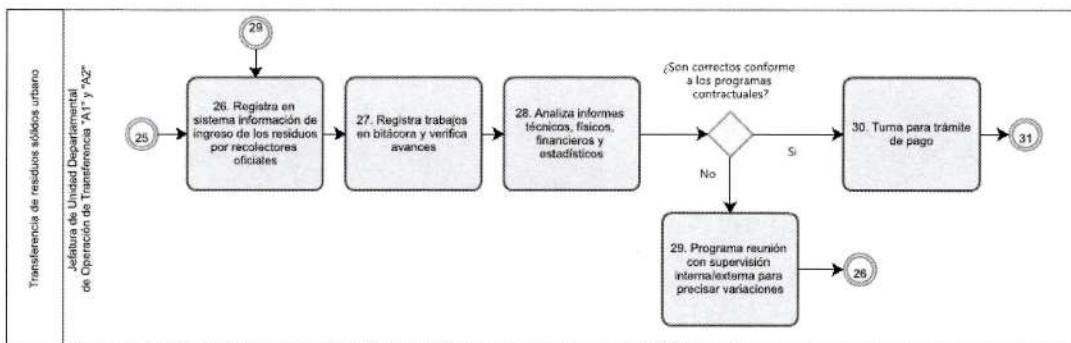 Transferencia de residuos sólidos urbano
Jefatura de Unidad Departamental
de Operación de Transferencia "A1" y "A2"
29
25
26. Registra en
sistema información de
ingreso de los residuos
por recolectores
oficiales
27. Registra trabajos
en bitácora y verifica
avances
28. Analiza informes
técnicos, físicos,
financieros y
estadísticos
¿Son correctos conforme
a los programas
contractuales?
Si
No
30. Turna para trámite
de pago
31
29. Programa reunión
con supervisión
interna/externa para
precisar variaciones
26